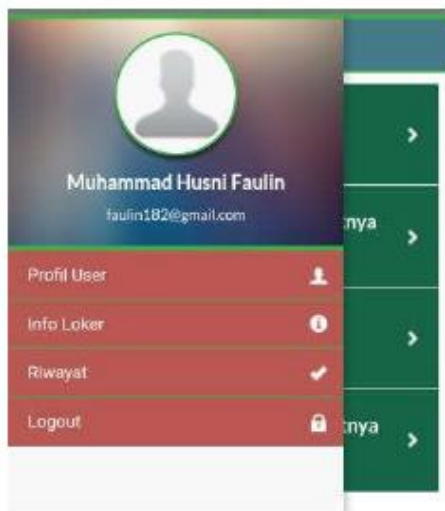 Muhammad Husni Faulin
faulin182@gmail.com
Profil User
Info Loker
Riwayat
Logout
nya
nya